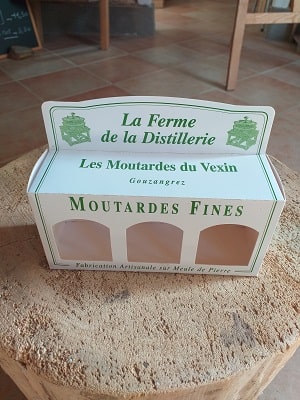 La Ferme
de la Distillerie
Les Moutardes du Vexin
Gouzangrez
MOUTARDES FINES
Fabrication Artisanale sur Meule de Pierre